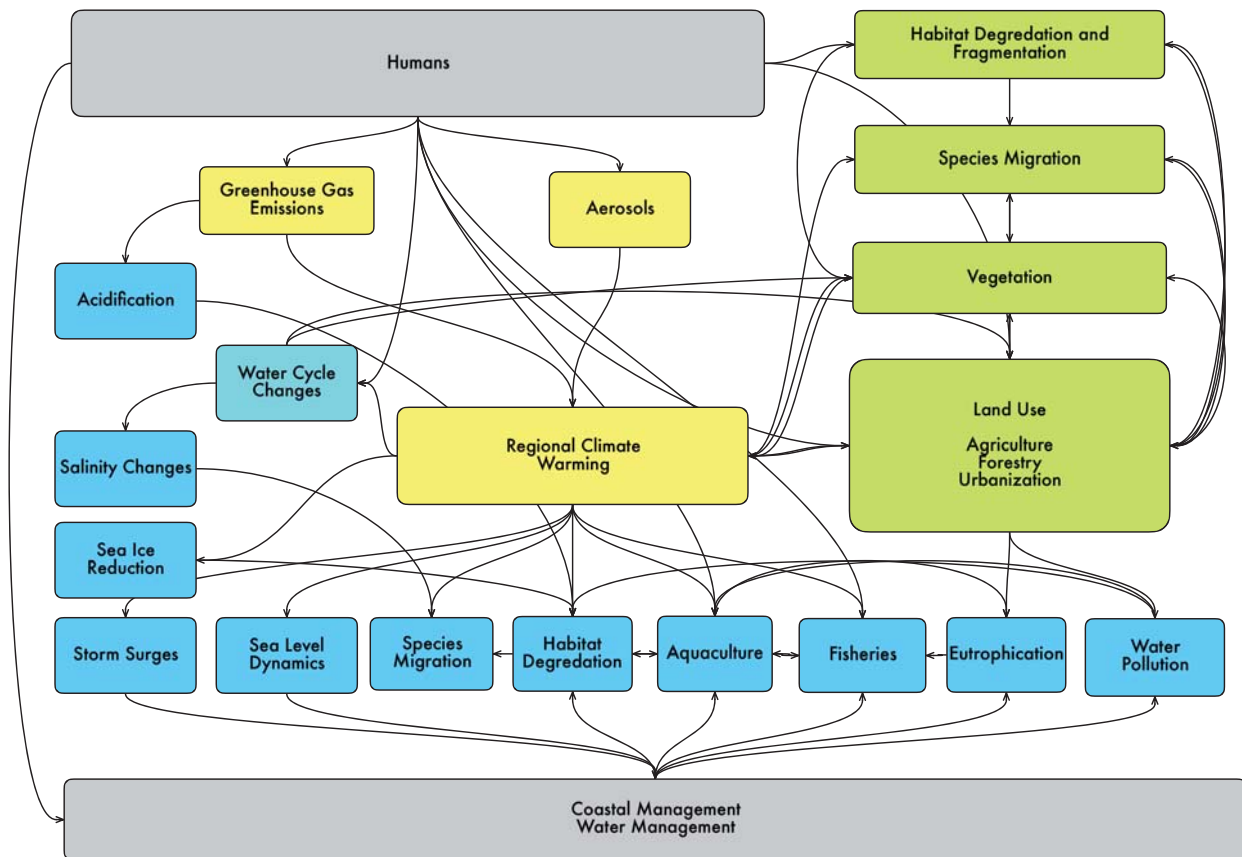 Humans
Habitat Degredation and
Fragmentation
Species Migration
Greenhouse Gas
Emissions
Aerosols
Vegetation
Acidification
Water Cycle
Changes
Land Use
Agriculture
Forestry
Urbanization
Regional Climate
Warming
Salinity Changes
Sea Ice
Reduction
Storm Surges
Sea Level
Dynamics
Species
Migration
Habitat
Degredation
Aquaculture
Fisheries
Eutrophication
Water
Pollution
Coastal Management
Water Management